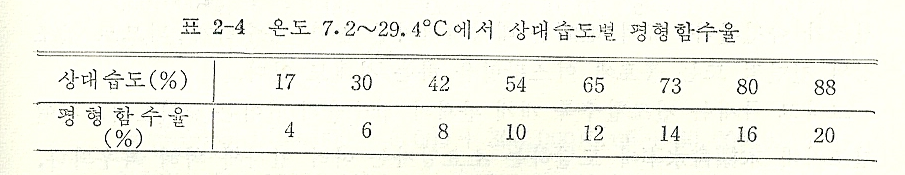 표 2-4 온도 7.2~29.4°C에서 상대습도별 평형함수율
상대습도(%) 17 30 42 54 65 73 80 88
평형함수율 4 6 8 10 12 14 16 20
(%)